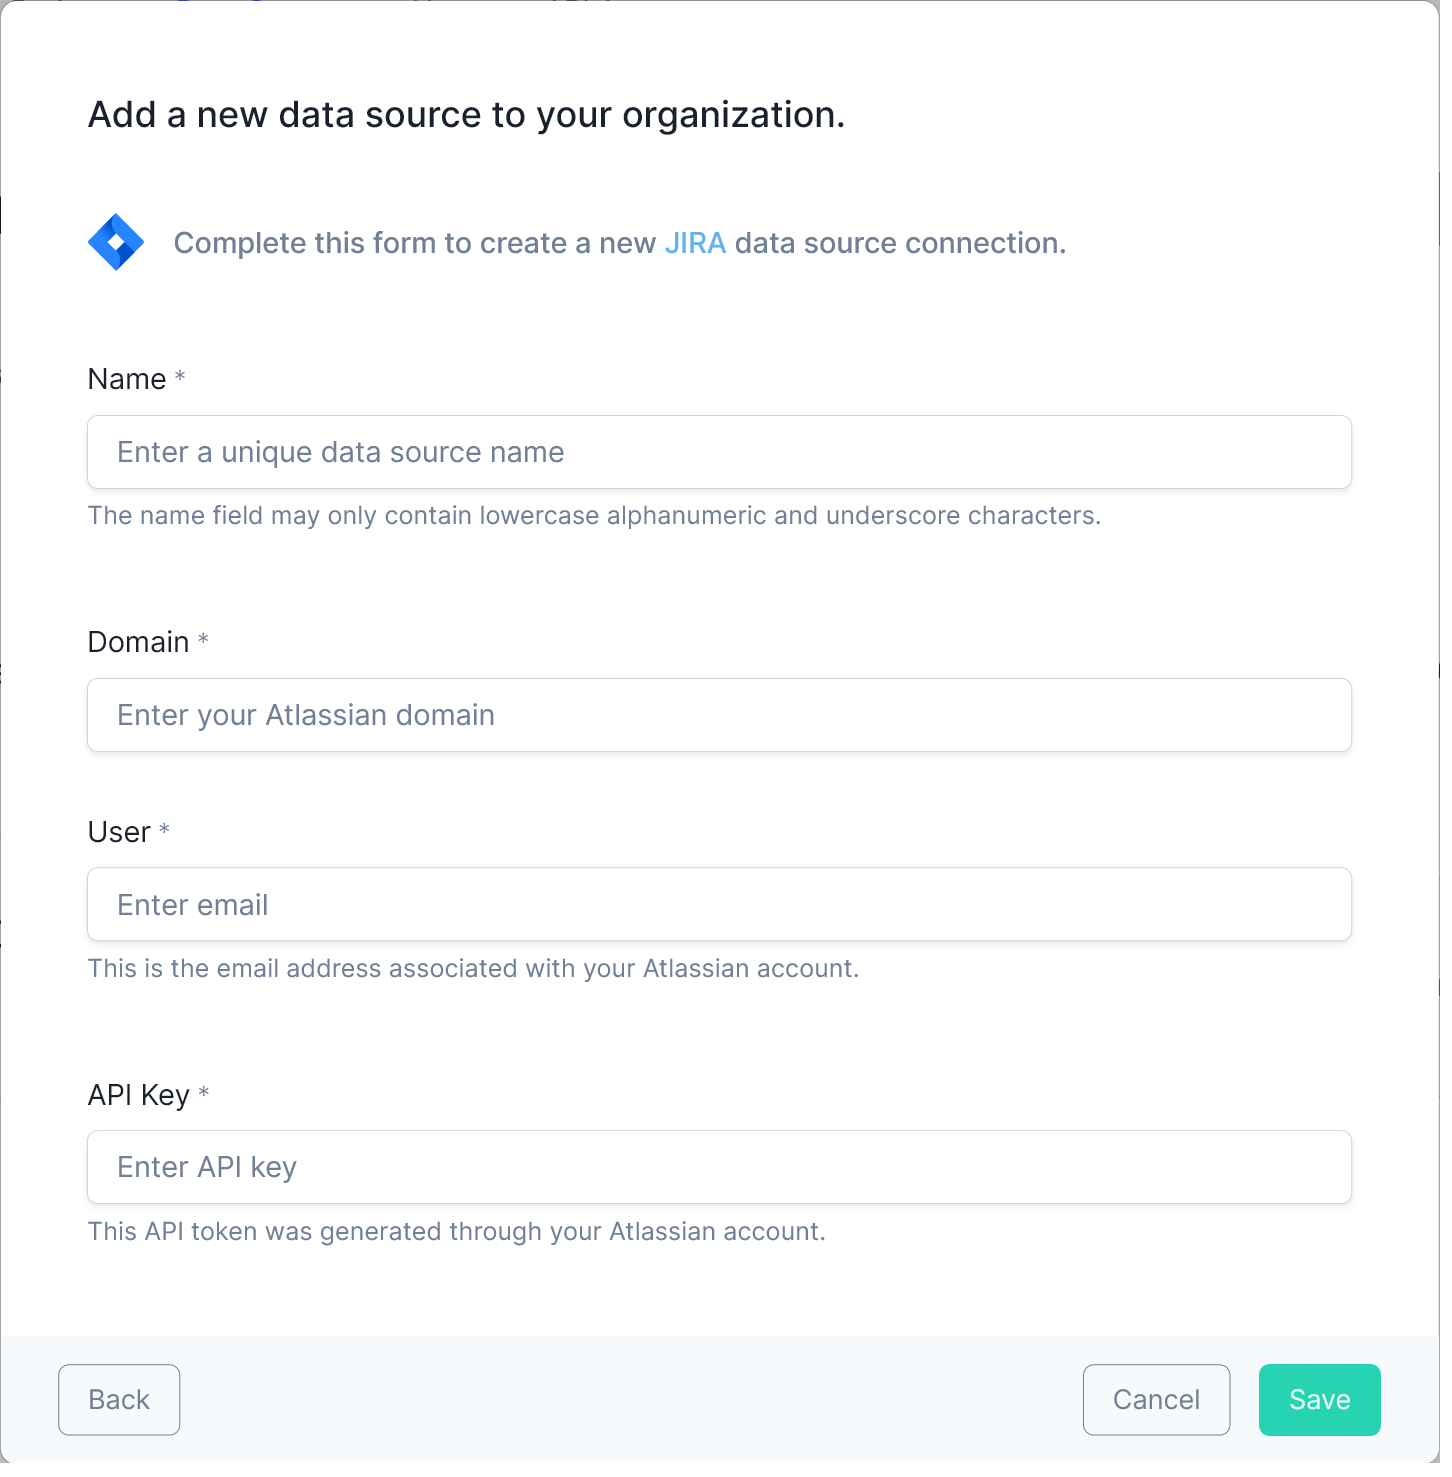 Add a new data source to your organization.
Complete this form to create a new JIRA data source connection.
Name *
Enter a unique data source name
The name field may only contain lowercase alphanumeric and underscore characters.
Domain *
Enter your Atlassian domain
User *
Enter email
This is the email address associated with your Atlassian account.
API Key *
Enter API key
This API token was generated through your Atlassian account.
Back
Cancel
Save